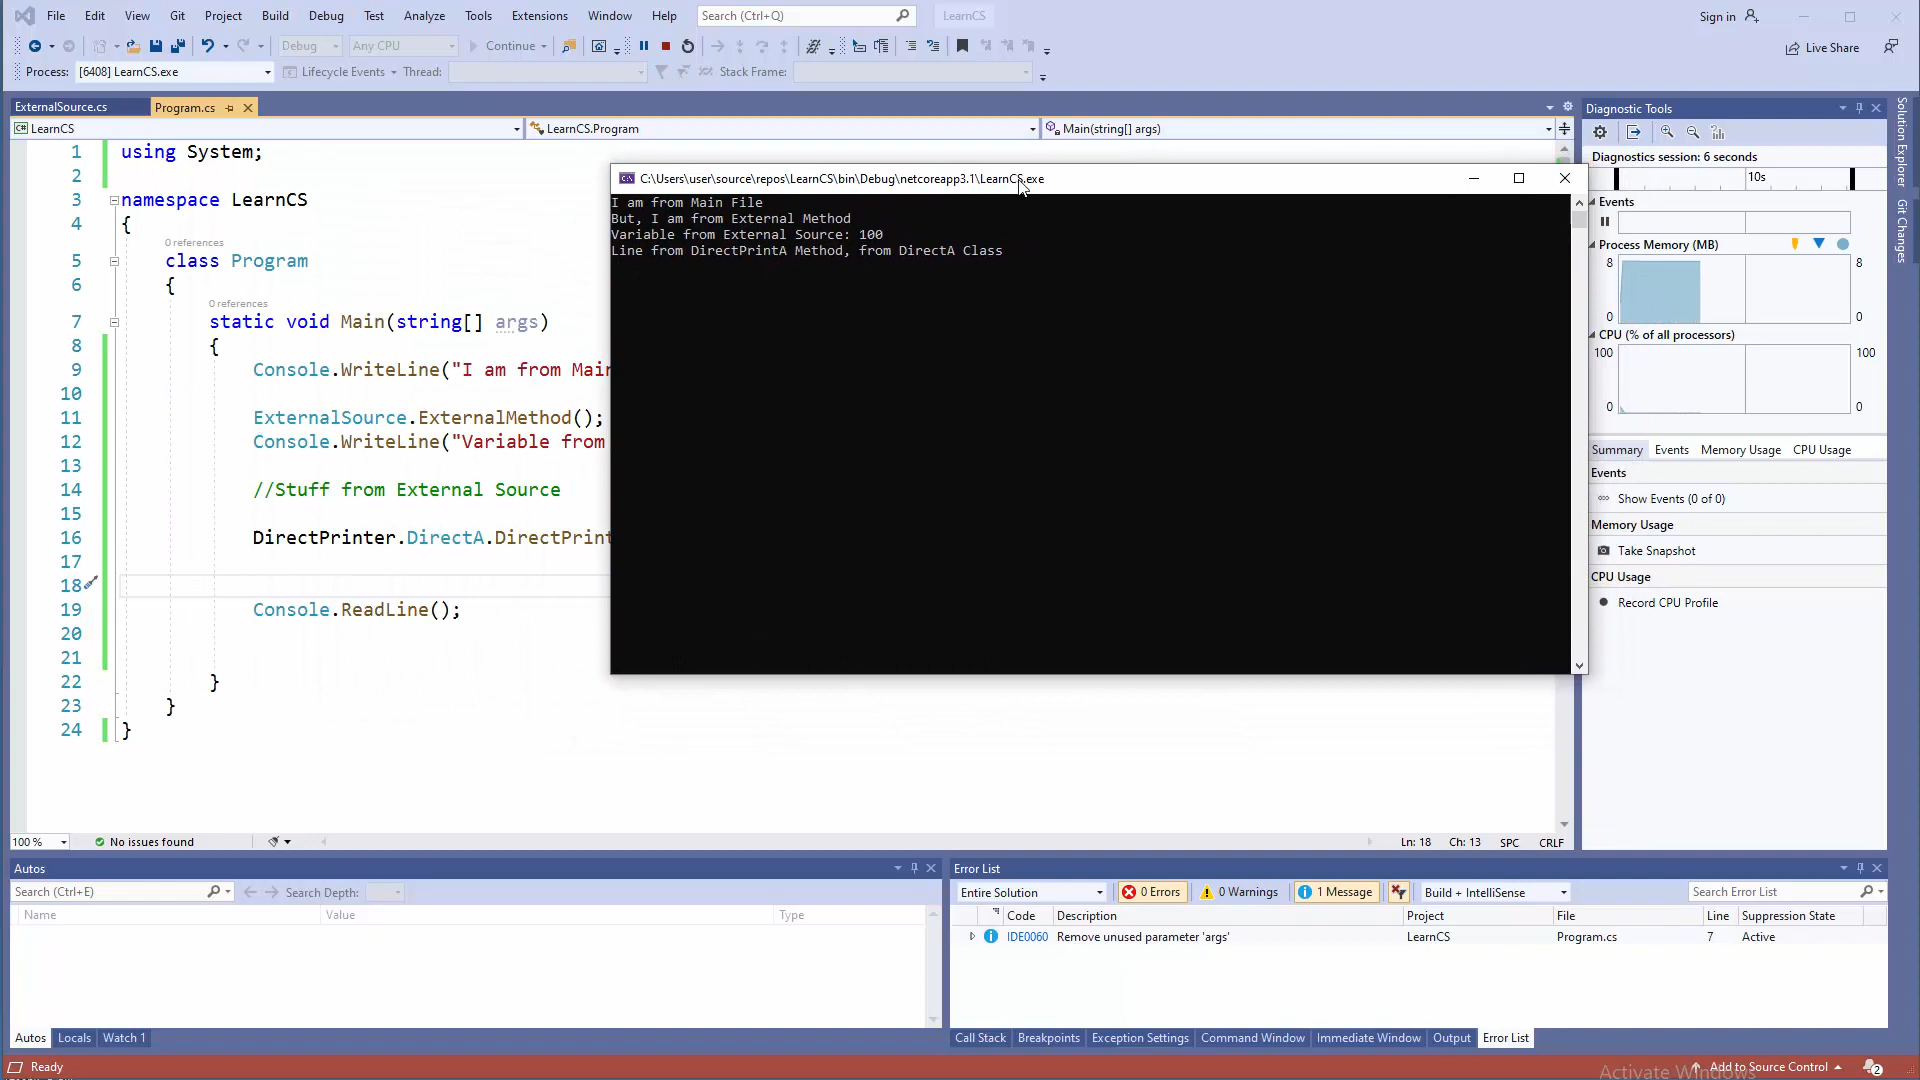 File Edit View Git Project Build Debug Test Analyze Tools Extensions Window Help Search (Ctrl+Q) LearnCS Sign in
Debug Any CPU Continue Live Share
Process: [6408] LearnCS.exe Lifecycle Events Thread: Stack Frame:
ExternalSource.cs Program.cs
LearnCS LearnCS.Program Main(string[] args)
1 using System;
2
3 namespace LearnCS
4 {
0 references
5 class Program
6 {
0 references
7 static void Main(string[] args)
8 {
9 Console.WriteLine("I am from Main
10
11 ExternalSource.ExternalMethod();
12 Console.WriteLine("Variable from
13
14 //Stuff from External Source
15
16 DirectPrinter.DirectA.DirectPrint
17
18
19 Console.ReadLine();
20
21
22 }
23 }
24 }
C:\Users\user\source\repos\LearnCS\bin\Debug\netcoreapp3.1\LearnCS.exe
I am from Main File
But, I am from External Method
Variable from External Source: 100
Line from DirectPrintA Method, from DirectA Class
Diagnostic Tools
Diagnostics session: 6 seconds
10s
Events
Process Memory (MB)
8 8
0 0
CPU (% of all processors)
100 100
0 0
Summary Events Memory Usage CPU Usage
Events
Show Events (0 of 0)
Memory Usage
Take Snapshot
CPU Usage
Record CPU Profile
Solution Explorer
Git Changes
100 % No issues found Ln: 18 Ch: 13 SPC CRLF
Autos
Search (Ctrl+E) Search Depth:
Name Value Type
Autos Locals Watch 1
Error List
Entire Solution 0 Errors 0 Warnings 1 Message Build + IntelliSense Search Error List
Code Description Project File Line Suppression State
IDE0060 Remove unused parameter 'args' LearnCS Program.cs 7 Active
Call Stack Breakpoints Exception Settings Command Window Immediate Window Output Error List
Activate Windows
Ready Add to Source Control 2